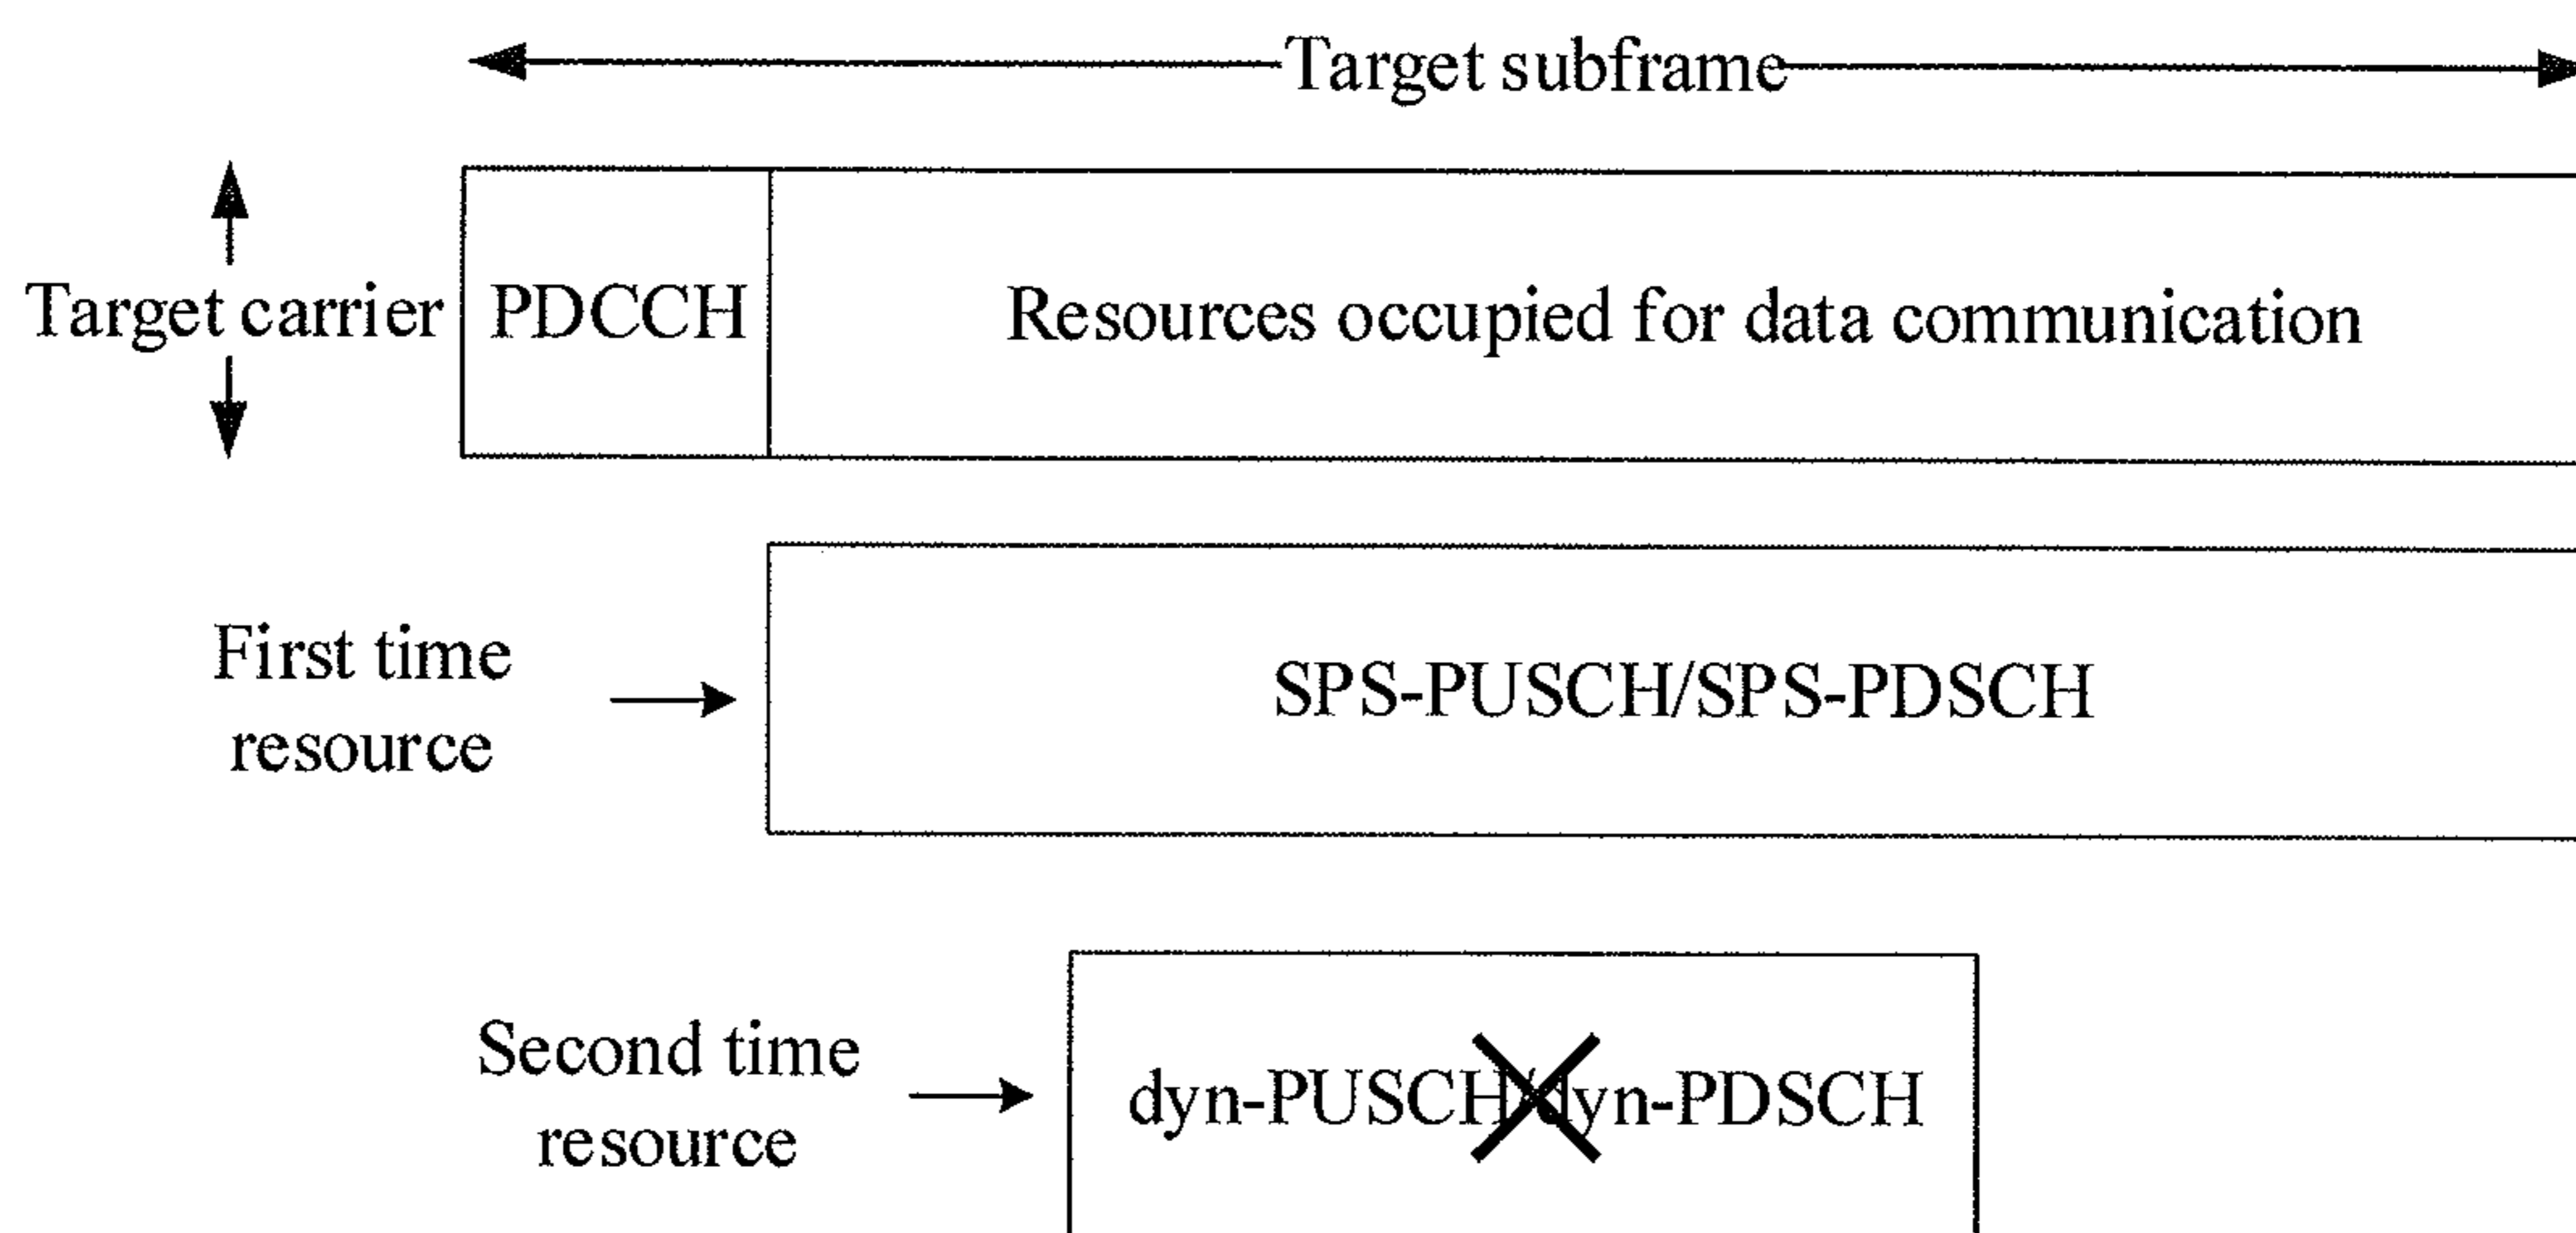 Target subframe
Target carrier
PDCCH
Resources occupied for data communication
First time
resource
SPS-PUSCH/SPS-PDSCH
Second time
resource
dyn-PUSCH/dyn-PDSCH